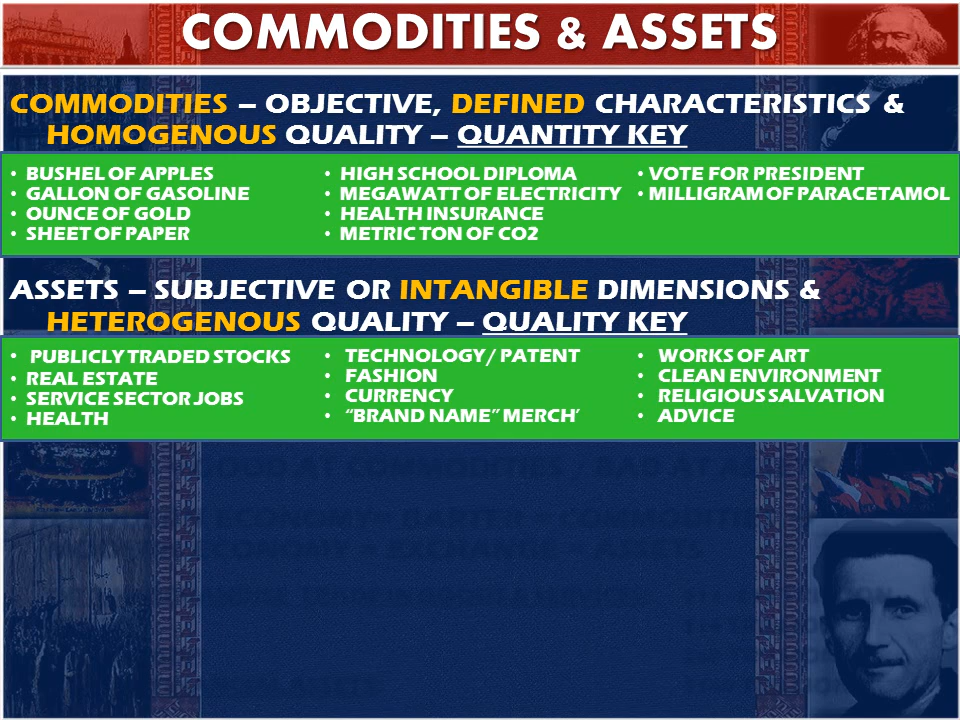 COMMODITIES & ASSETS
COMMODITIES – OBJECTIVE, DEFINED CHARACTERISTICS &
HOMOGENOUS QUALITY – QUANTITY KEY
• BUSHEL OF APPLES
• GALLON OF GASOLINE
• OUNCE OF GOLD
• SHEET OF PAPER
• HIGH SCHOOL DIPLOMA
• MEGAWATT OF ELECTRICITY
• HEALTH INSURANCE
• METRIC TON OF CO2
• VOTE FOR PRESIDENT
• MILLIGRAM OF PARACETAMOL
ASSETS – SUBJECTIVE OR INTANGIBLE DIMENSIONS &
HETEROGENOUS QUALITY – QUALITY KEY
• PUBLICLY TRADED STOCKS
• REAL ESTATE
• SERVICE SECTOR JOBS
• HEALTH
• TECHNOLOGY / PATENT
• FASHION
• CURRENCY
• “BRAND NAME” MERCH’
• WORKS OF ART
• CLEAN ENVIRONMENT
• RELIGIOUS SALVATION
• ADVICE